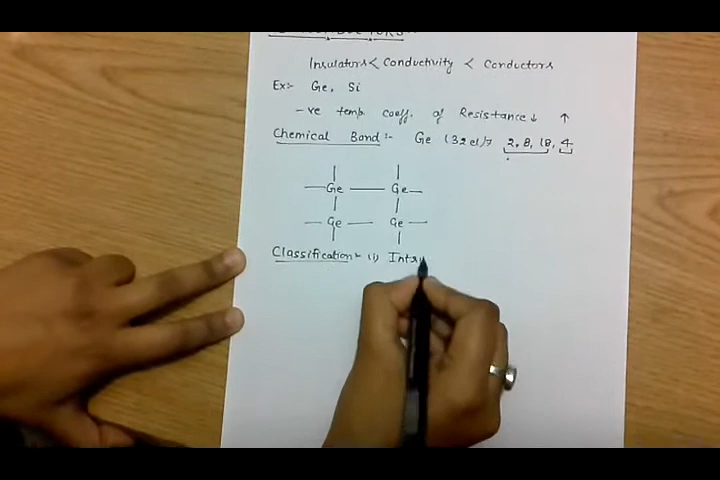 Insulators < Conductivity < Conductors
Ex:- Ge, Si
-ve temp. coeff. of Resistance ↓ ↑
Chemical Bond :- Ge (32 el) 7 2, 8, 18, 4
Ge Ge
Ge Ge
Classification :- (i) Intr